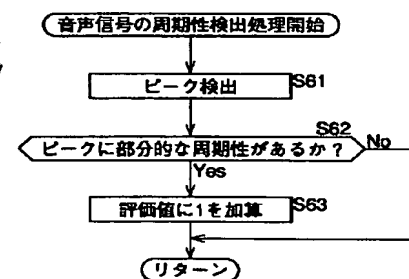 音声信号の周期性検出処理開始
ピーク検出
S61
S62
ピークに部分的な周期性があるか？
No
Yes
評価値に1を加算
S63
リターン